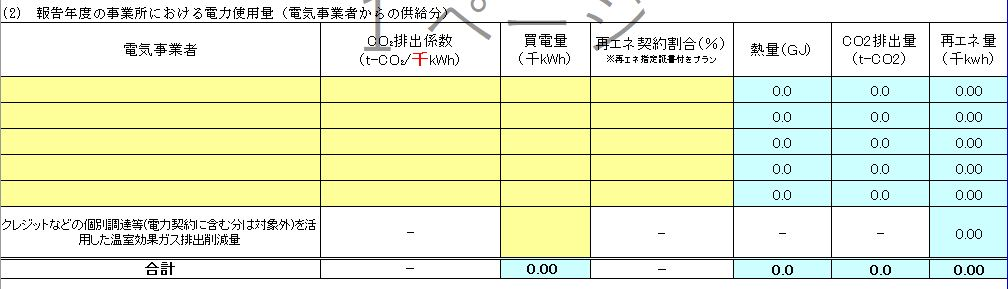 (2) 報告年度の事業所における電力使用量（電気事業者からの供給分）
1 ページ
電気事業者 CO₂排出係数 (t-CO₂/千kWh) 買電量 (千kWh) 再エネ契約割合(%) ※再エネ指定証書付きプラン 熱量(GJ) CO2排出量 (t-CO2) 再エネ量 (千kwh)
0.0 0.0 0.00
0.0 0.0 0.00
0.0 0.0 0.00
0.0 0.0 0.00
0.0 0.0 0.00
クレジットなどの個別調達等(電力契約に含む分は対象外)を活
用した温室効果ガス排出削減量 － － － － 0.00
合計 － 0.00 － 0.0 0.0 0.00